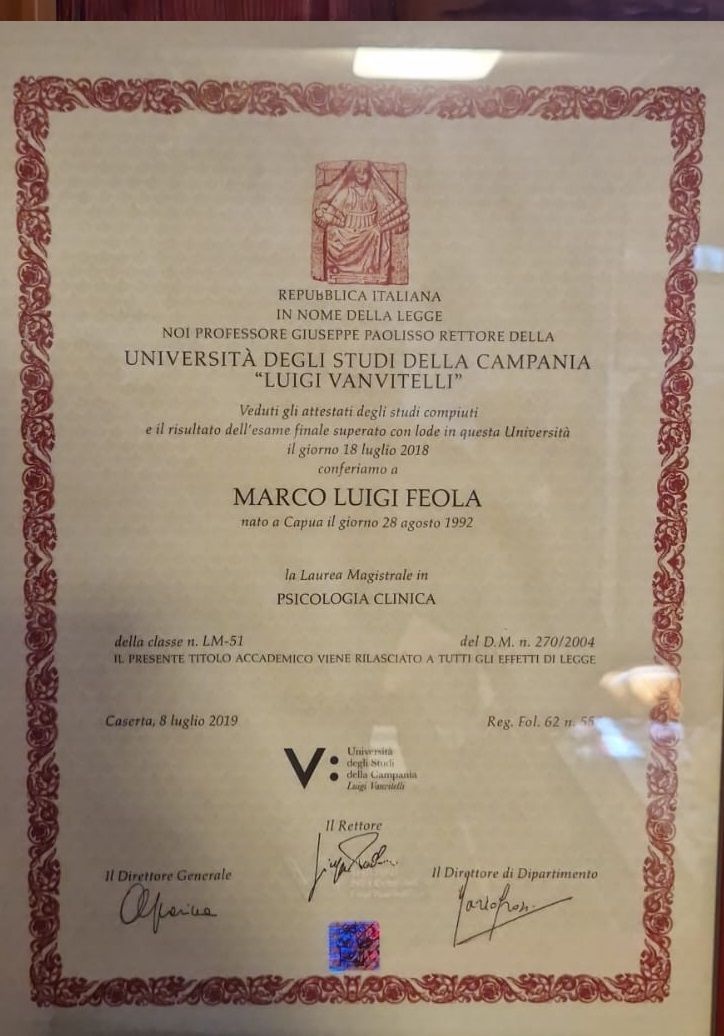 REPUBBLICA ITALIANA
IN NOME DELLA LEGGE
NOI PROFESSORE GIUSEPPE PAOLISSO RETTORE DELLA
UNIVERSITÀ DEGLI STUDI DELLA CAMPANIA
"LUIGI VANVITELLI"
Veduti gli attestati degli studi compiuti
e il risultato dell'esame finale superato con lode in questa Università
il giorno 18 luglio 2018
conferiamo a
MARCO LUIGI FEOLA
nato a Capua il giorno 28 agosto 1992
la Laurea Magistrale in
PSICOLOGIA CLINICA
della classe n. LM-51 del D.M. n. 270/2004
IL PRESENTE TITOLO ACCADEMICO VIENE RILASCIATO A TUTTI GLI EFFETTI DI LEGGE
Caserta, 8 luglio 2019 Reg. Fol. 62 n.
V:
Università
degli Studi
della Campania
Luigi Vanvitelli
Il Rettore
Il Direttore Generale Il Direttore di Dipartimento